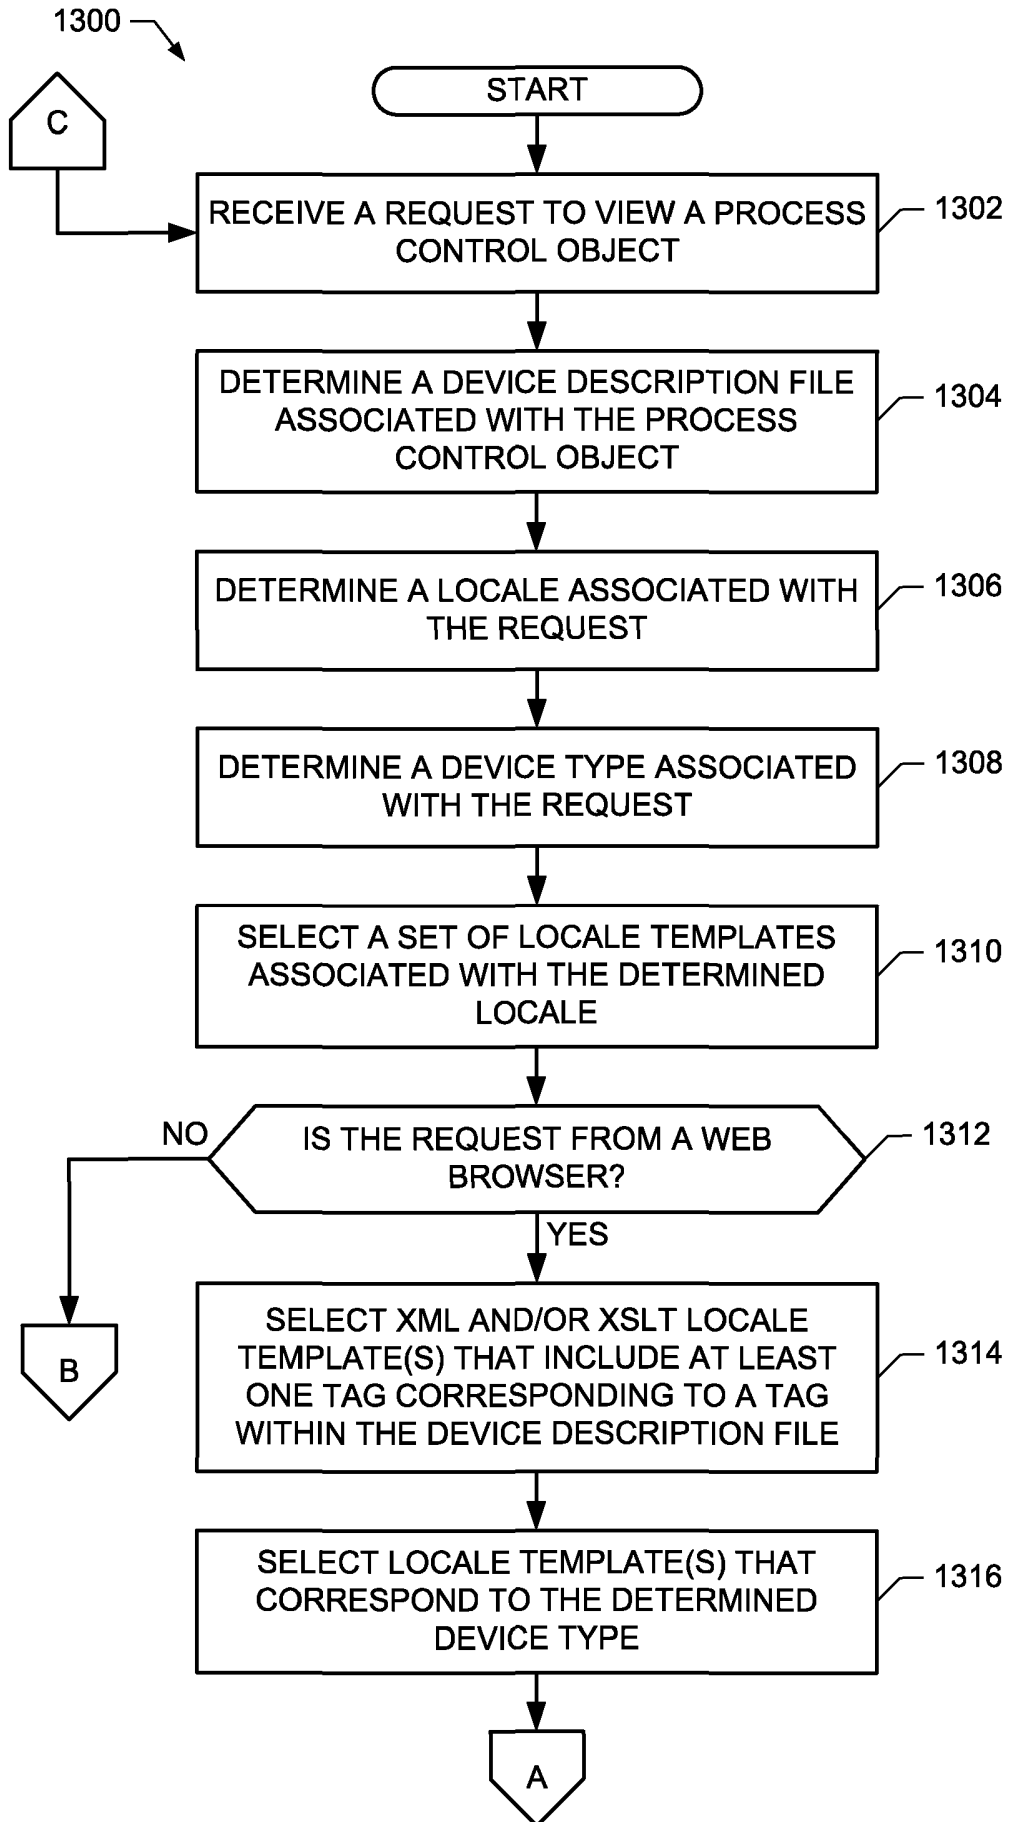 1300
C
START
RECEIVE A REQUEST TO VIEW A PROCESS
CONTROL OBJECT
1302
DETERMINE A DEVICE DESCRIPTION FILE
ASSOCIATED WITH THE PROCESS
CONTROL OBJECT
1304
DETERMINE A LOCALE ASSOCIATED WITH
THE REQUEST
1306
DETERMINE A DEVICE TYPE ASSOCIATED
WITH THE REQUEST
1308
SELECT A SET OF LOCALE TEMPLATES
ASSOCIATED WITH THE DETERMINED
LOCALE
1310
NO
IS THE REQUEST FROM A WEB
BROWSER?
1312
YES
B
SELECT XML AND/OR XSLT LOCALE
TEMPLATE(S) THAT INCLUDE AT LEAST
ONE TAG CORRESPONDING TO A TAG
WITHIN THE DEVICE DESCRIPTION FILE
1314
SELECT LOCALE TEMPLATE(S) THAT
CORRESPOND TO THE DETERMINED
DEVICE TYPE
1316
A